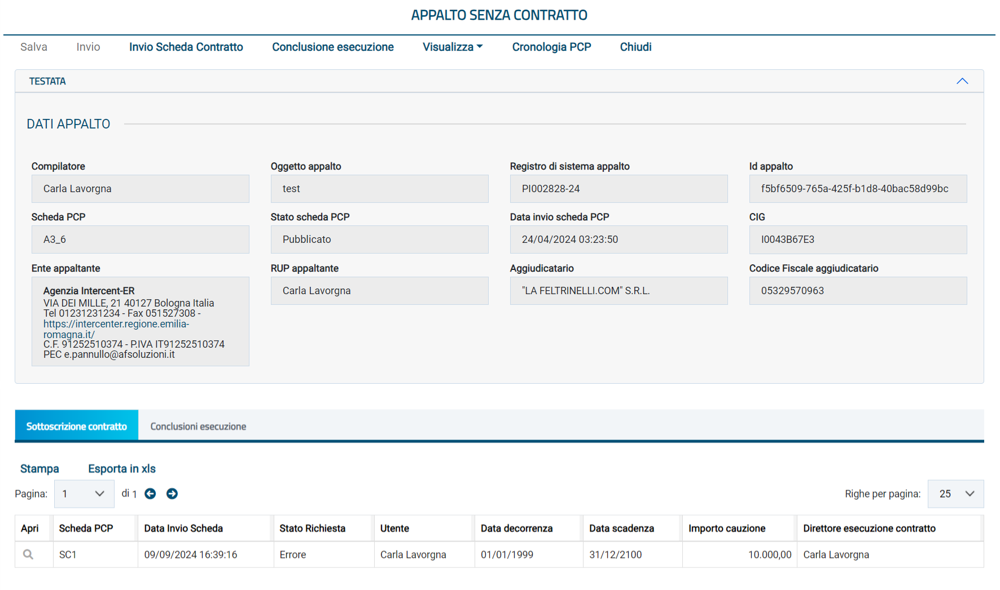 APPALTO SENZA CONTRATTO
Salva Invio Invio Scheda Contratto Conclusione esecuzione Visualizza Cronologia PCP Chiudi
TESTATA
DATI APPALTO
Compilatore Oggetto appalto Registro di sistema appalto Id appalto
Carla Lavorgna test PI002828-24 f5bf6509-765a-425f-b1d8-40bac58d99bc
Scheda PCP Stato scheda PCP Data invio scheda PCP CIG
A3_6 Pubblicato 24/04/2024 03:23:50 I0043B67E3
Ente appaltante RUP appaltante Aggiudicatario Codice Fiscale aggiudicatario
Agenzia Intercent-ER Carla Lavorgna "LA FELTRINELLI.COM" S.R.L. 05329570963
VIA DEI MILLE, 21 40127 Bologna Italia
Tel 01231231234 - Fax 051527308 -
https://intercenter.regione.emilia-
romagna.it/
C.F. 91252510374 - P.IVA IT91252510374
PEC e.pannullo@afsoluzioni.it
Sottoscrizione contratto Conclusioni esecuzione
Stampa Esporta in xls
Pagina: 1 di 1 Righe per pagina: 25
Apri Scheda PCP Data Invio Scheda Stato Richiesta Utente Data decorrenza Data scadenza Importo cauzione Direttore esecuzione contratto
SC1 09/09/2024 16:39:16 Errore Carla Lavorgna 01/01/1999 31/12/2100 10.000,00 Carla Lavorgna